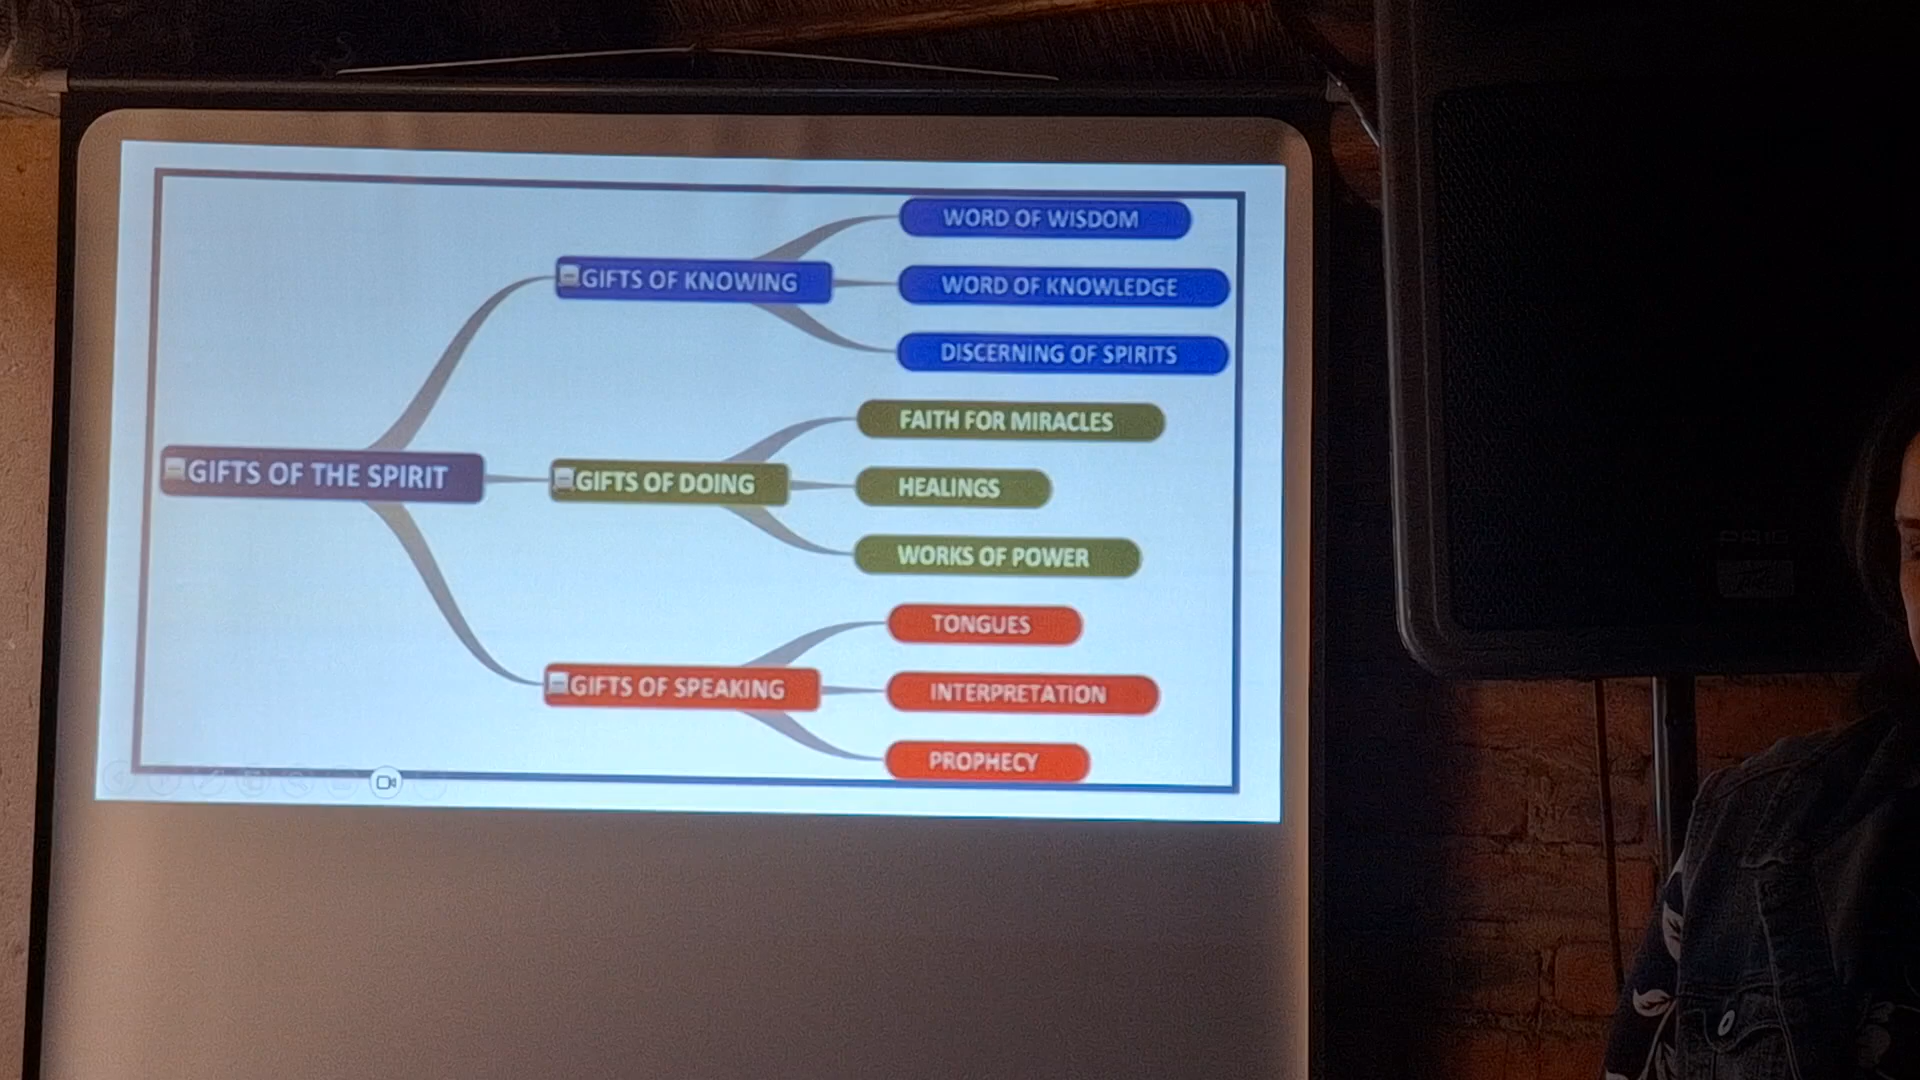 WORD OF WISDOM
GIFTS OF KNOWING
WORD OF KNOWLEDGE
DISCERNING OF SPIRITS
FAITH FOR MIRACLES
GIFTS OF THE SPIRIT
GIFTS OF DOING
HEALINGS
WORKS OF POWER
TONGUES
GIFTS OF SPEAKING
INTERPRETATION
PROPHECY